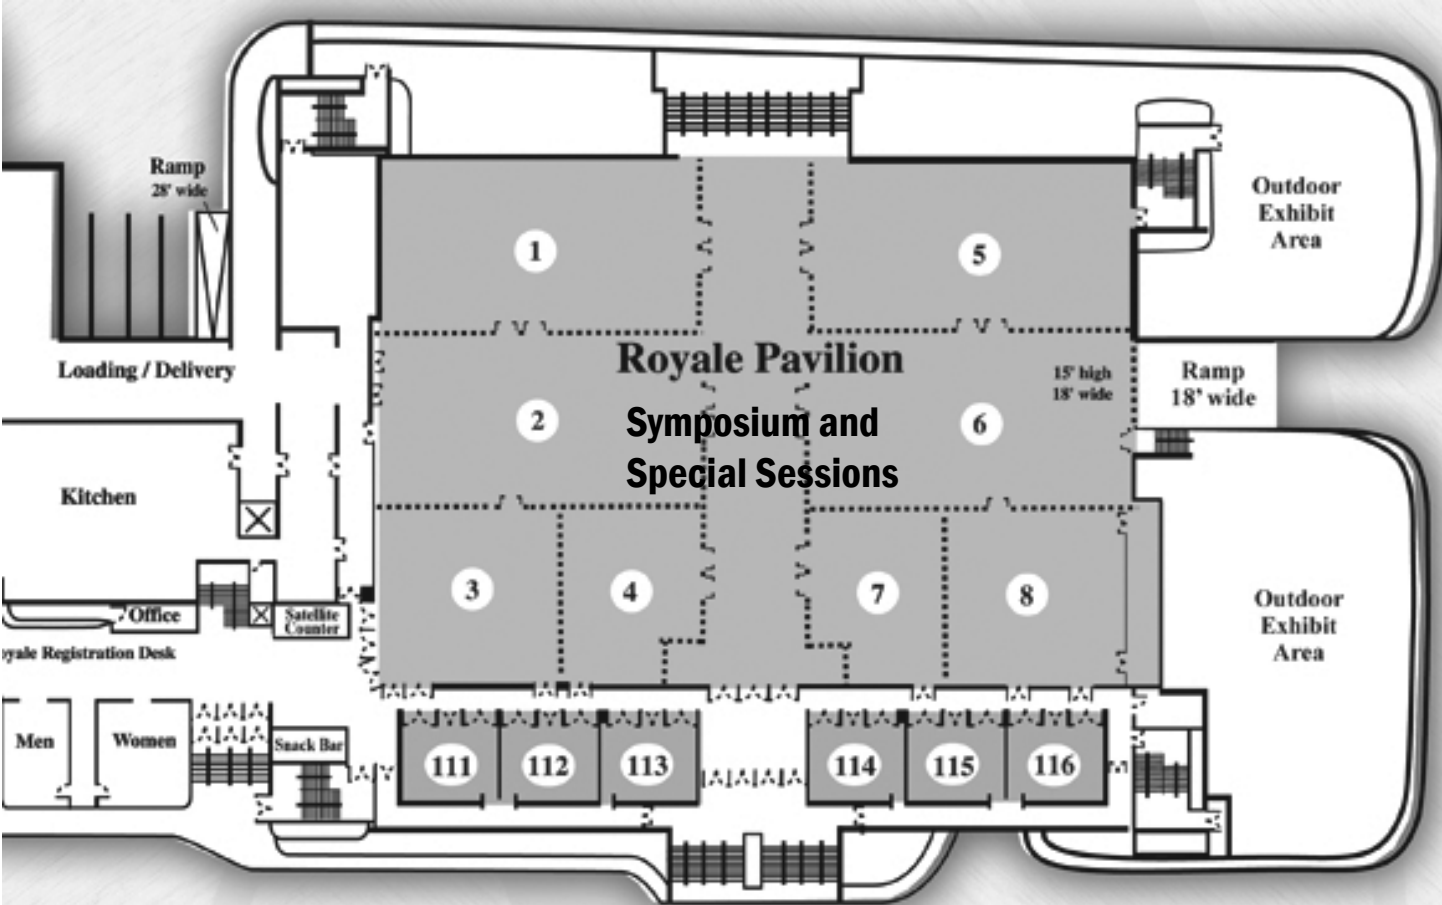 Ramp
28' wide
Outdoor
Exhibit
Area
1
5
Loading / Delivery
Royale Pavilion
15' high
18' wide
Ramp
18' wide
2
Symposium and
Special Sessions
6
Kitchen
3
4
7
8
Office
Satellite
Counter
oyale Registration Desk
Outdoor
Exhibit
Area
Men
Women
Snack Bar
111
112
113
114
115
116